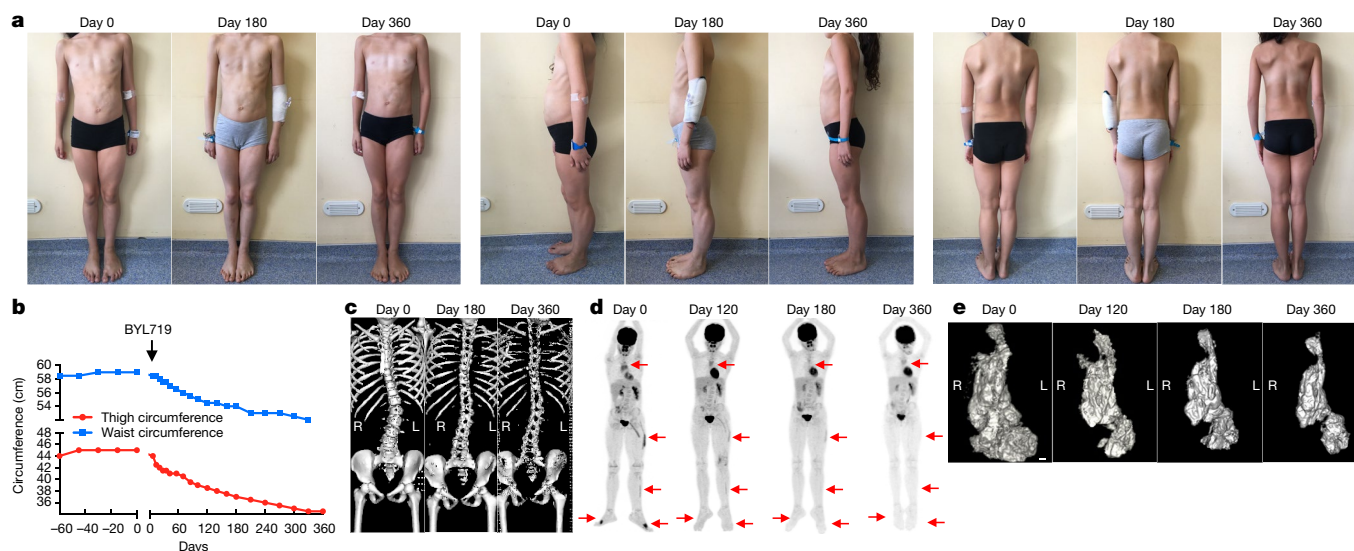 a
Day 0 Day 180 Day 360
Day 0 Day 180 Day 360
Day 0 Day 180 Day 360
b
BYL719
Circumference (cm)
60
58
56
54
Thigh circumference
Waist circumference
48
44
42
40
38
36
−60 −40 −20 0 0 60 120 180 240 300 360
Days
c
Day 0 Day 180 Day 360
R L R L R L
d
Day 0 Day 120 Day 180 Day 360
e
Day 0 Day 120 Day 180 Day 360
R L R L R L R L